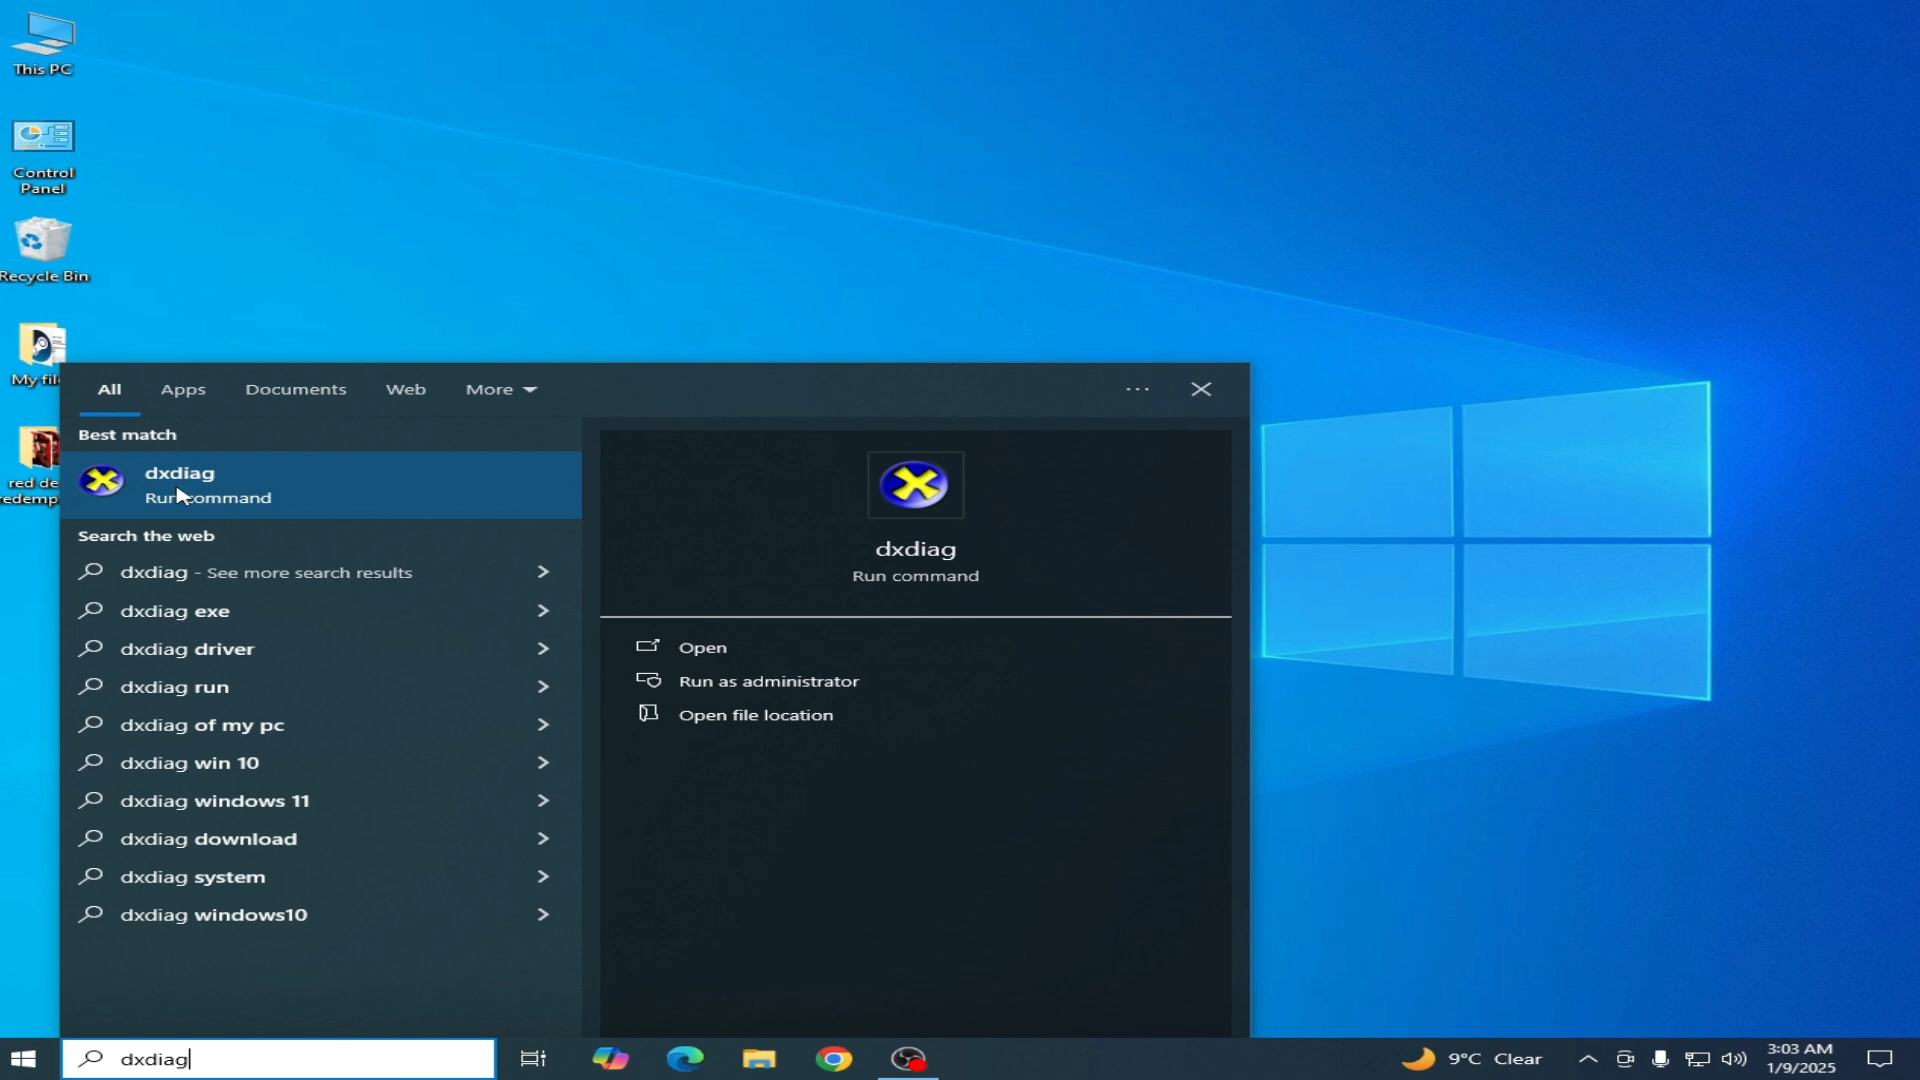 This PC
Control
Panel
Recycle Bin
My fil
red de
redemp
All
Apps
Documents
Web
More
Best match
dxdiag
Run command
Search the web
dxdiag - See more search results
dxdiag exe
dxdiag driver
dxdiag run
dxdiag of my pc
dxdiag win 10
dxdiag windows 11
dxdiag download
dxdiag system
dxdiag windows10
dxdiag
Run command
Open
Run as administrator
Open file location
dxdiag
9°C Clear
3:03 AM
1/9/2025